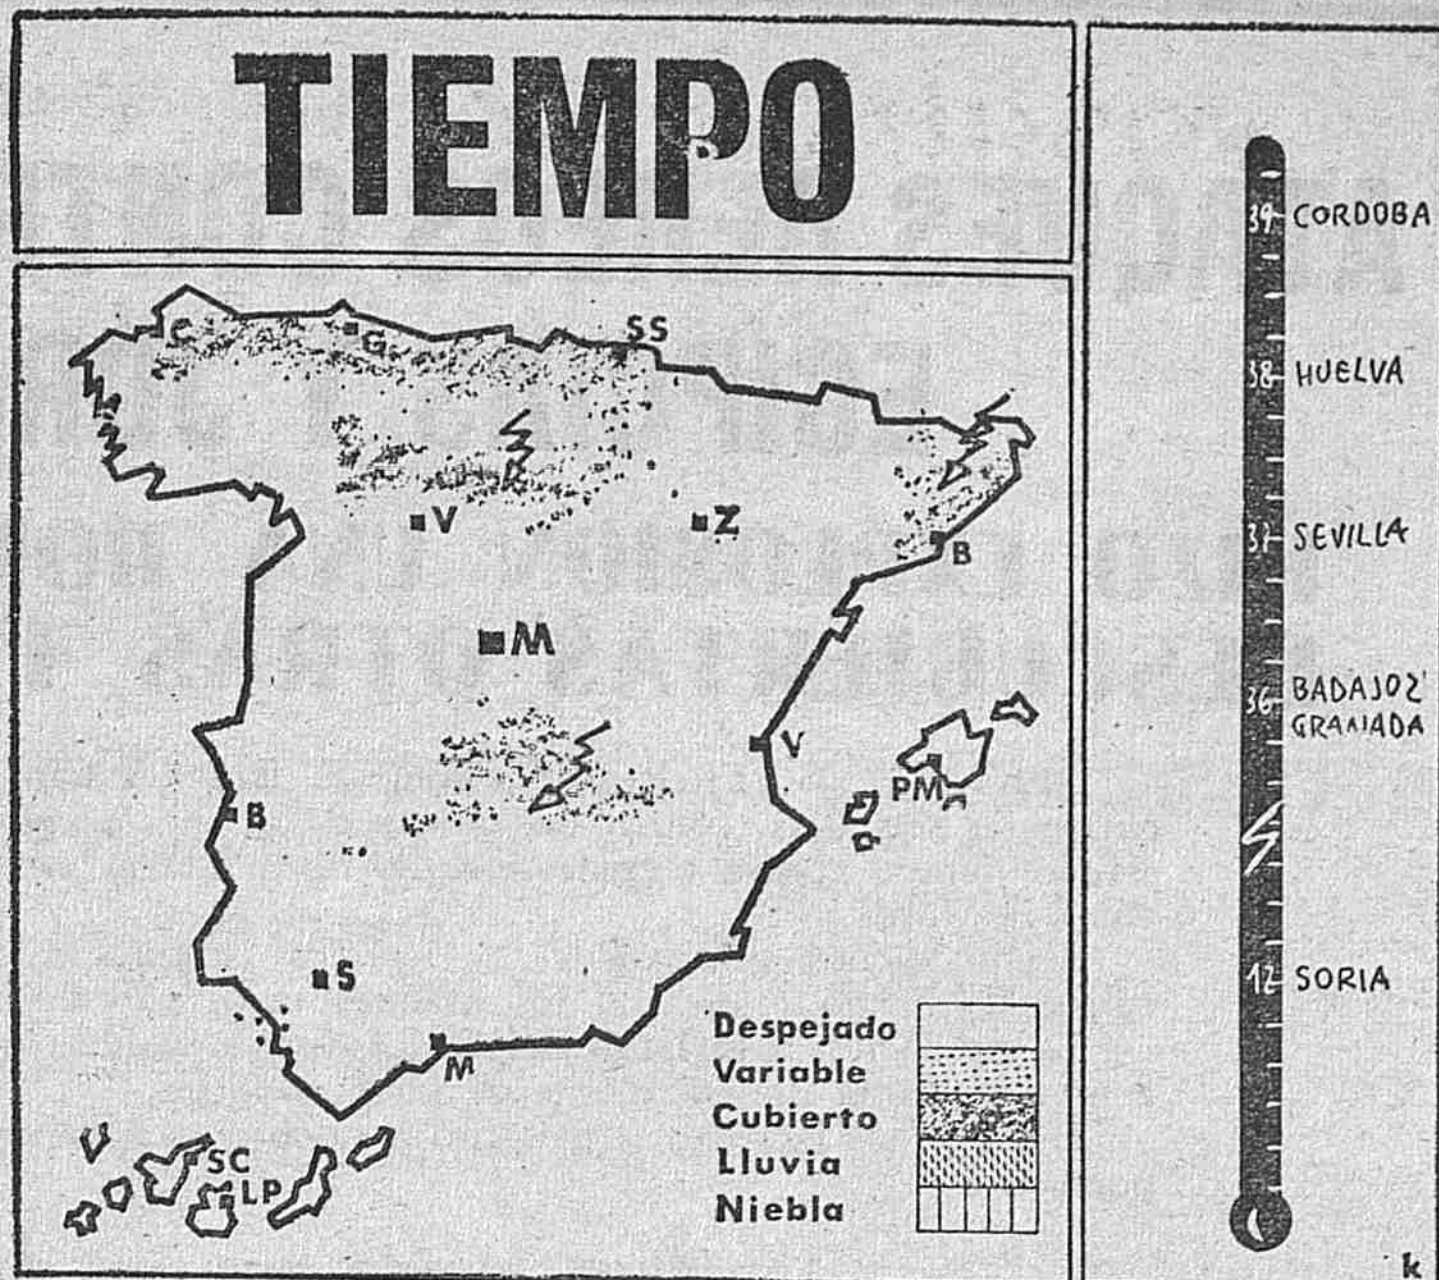 TIEMPO
C
G
SS
V
Z
B
M
V
PM
B
S
M
SC
LP
Despejado
Variable
Cubierto
Lluvia
Niebla
39 CORDOBA
38 HUELVA
37 SEVILLA
36 BADAJOZ
GRANADA
12 SORIA
k